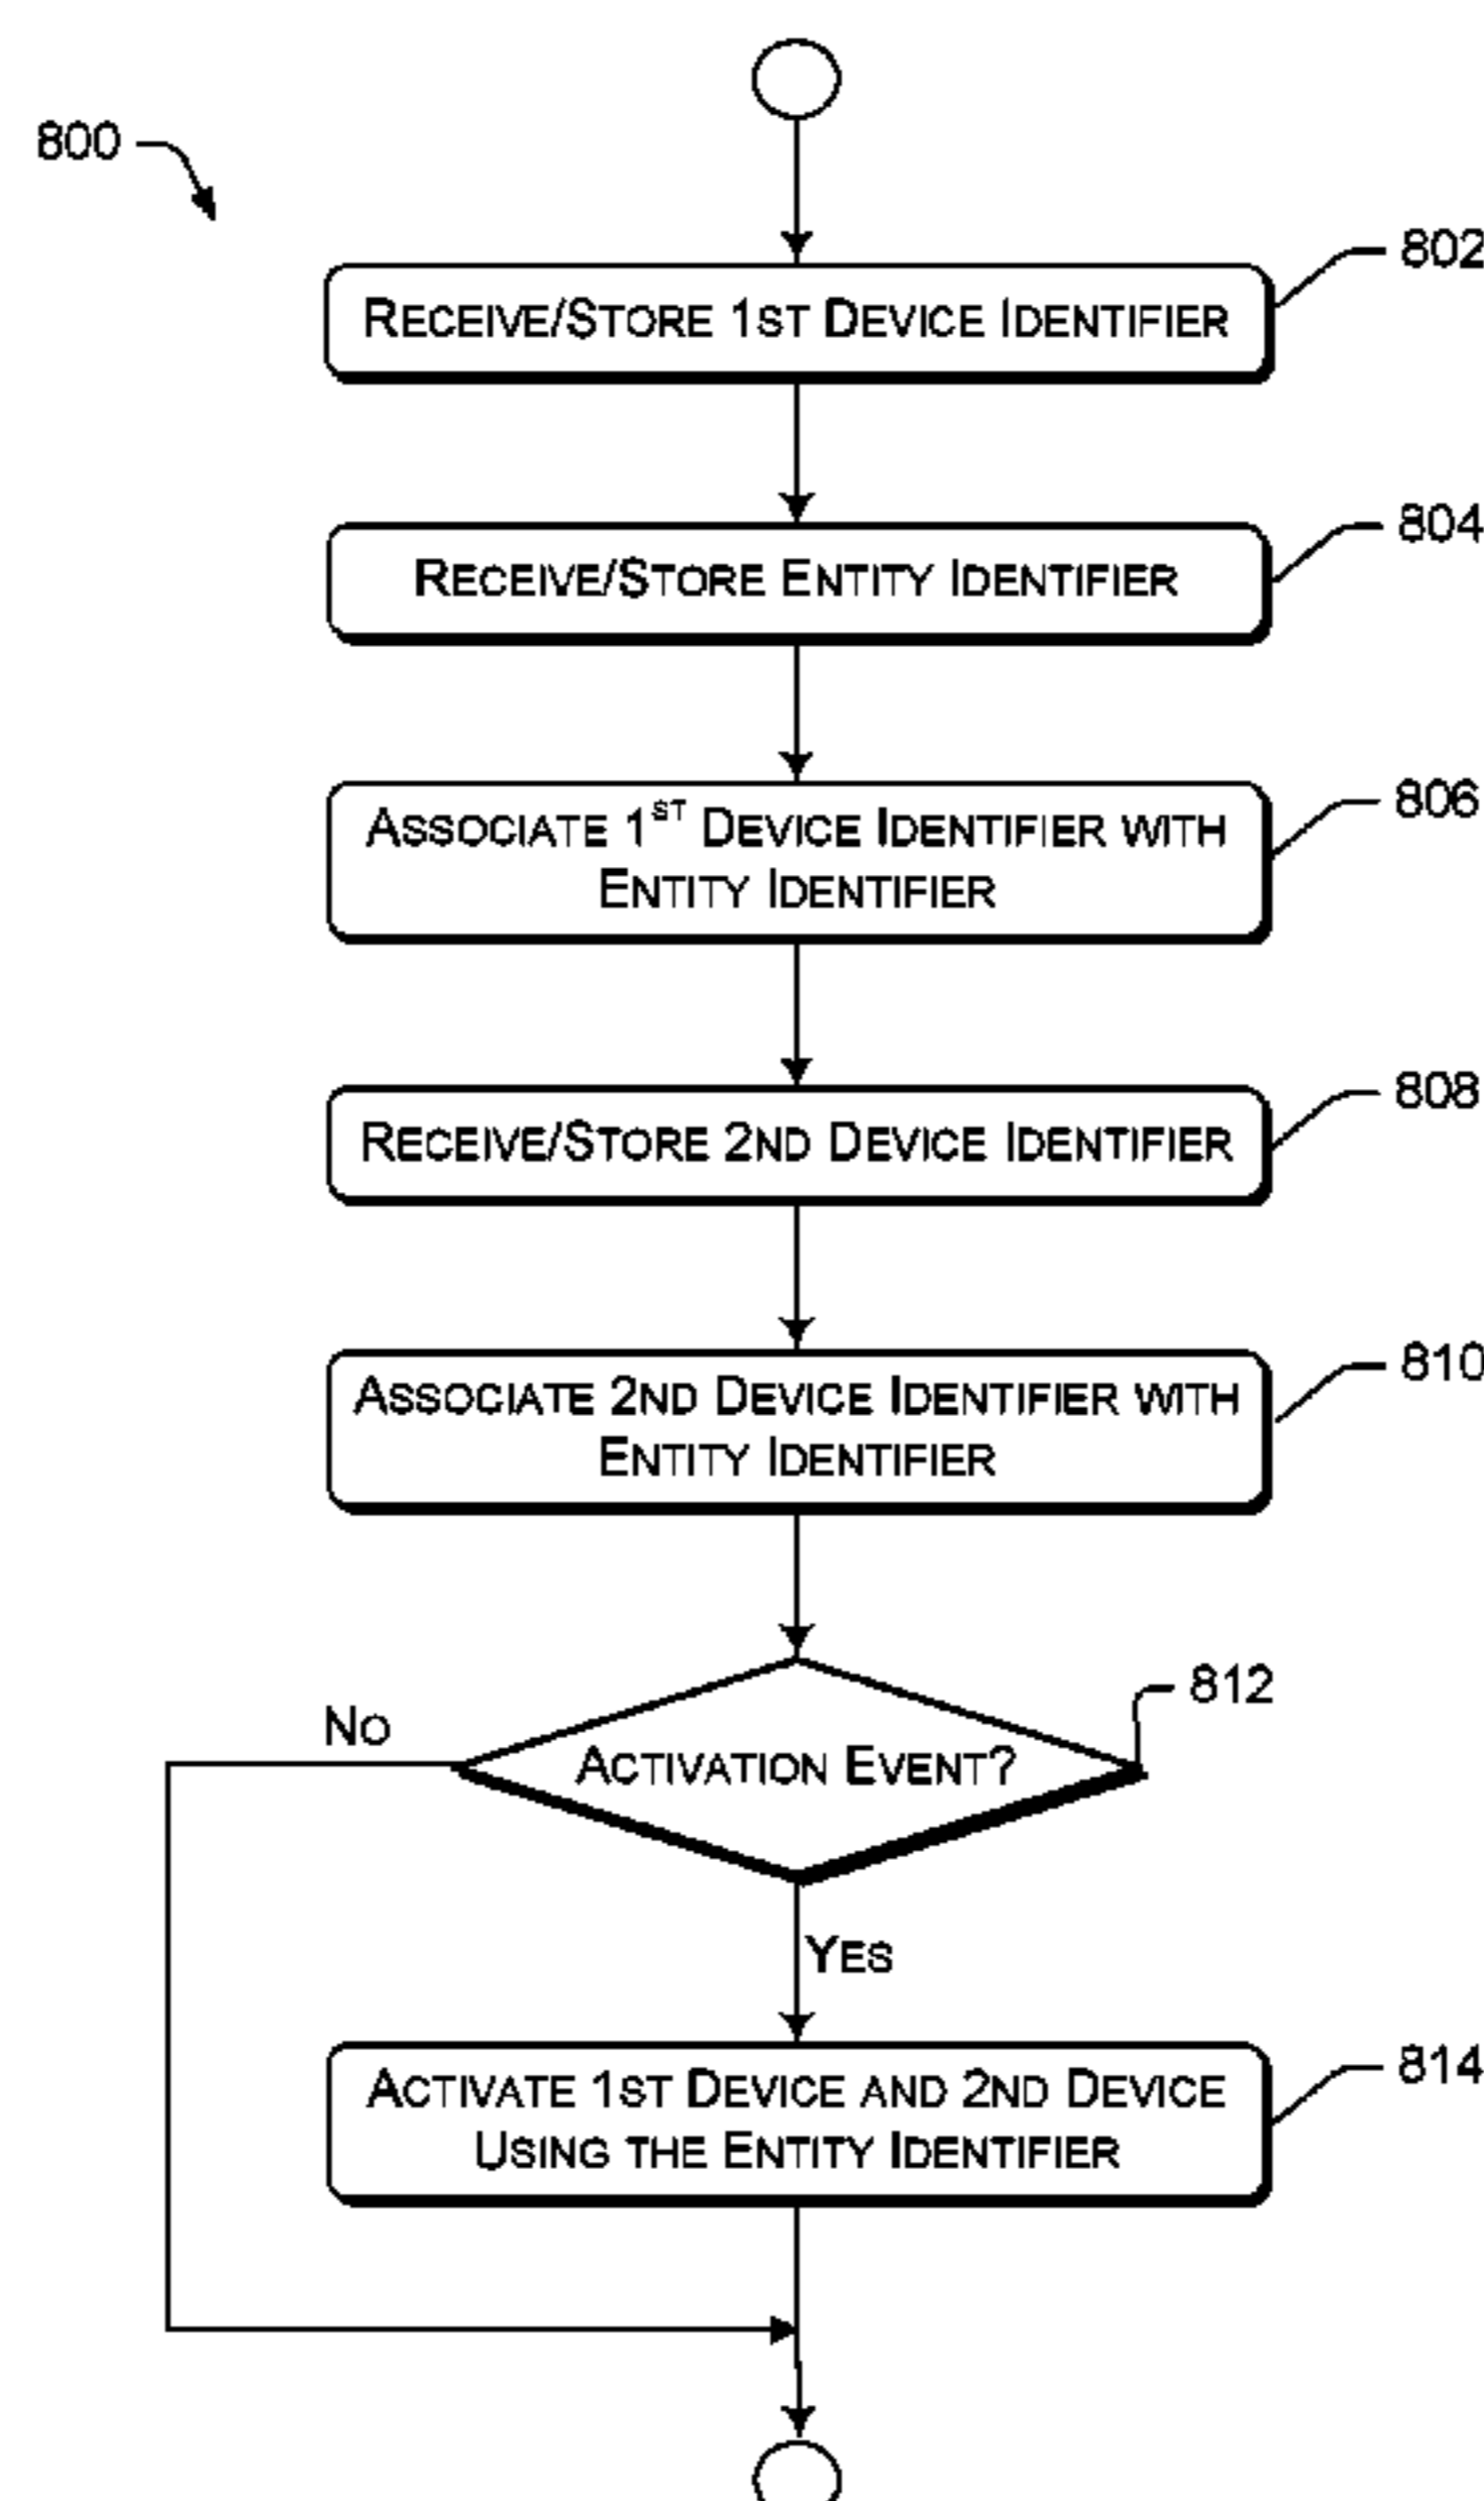 800
802
RECEIVE/STORE 1ST DEVICE IDENTIFIER
804
RECEIVE/STORE ENTITY IDENTIFIER
806
ASSOCIATE 1ST DEVICE IDENTIFIER WITH
ENTITY IDENTIFIER
808
RECEIVE/STORE 2ND DEVICE IDENTIFIER
810
ASSOCIATE 2ND DEVICE IDENTIFIER WITH
ENTITY IDENTIFIER
812
NO
ACTIVATION EVENT?
YES
814
ACTIVATE 1ST DEVICE AND 2ND DEVICE
USING THE ENTITY IDENTIFIER